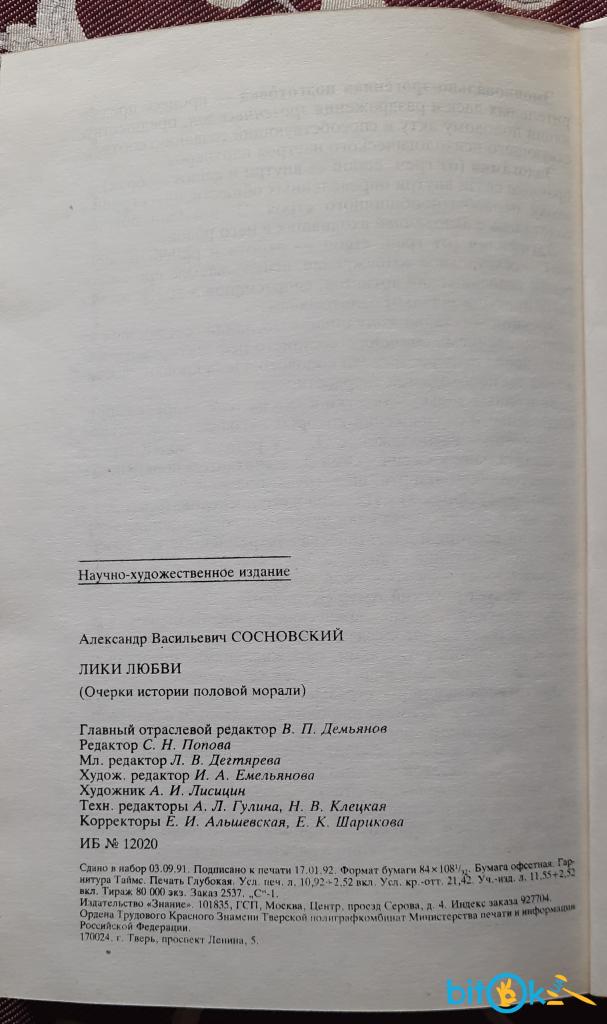 Научно-художественное издание
Александр Васильевич СОСНОВСКИЙ
ЛИКИ ЛЮБВИ
(Очерки истории половой морали)
Главный отраслевой редактор В. П. Демьянов
Редактор С. Н. Попова
Мл. редактор Л. В. Дегтярева
Худож. редактор И. А. Емельянова
Художник А. И. Лисицин
Техн. редакторы А. Л. Гулина, Н. В. Клецкая
Корректоры Е. И. Альшевская, Е. К. Шарикова
ИБ № 12020
Сдано в набор 03.09.91. Подписано к печати 17.01.92. Формат бумаги 84×108¹/₃₂. Бумага офсетная. Гар-
нитура Таймс. Печать Глубокая. Усл. печ. л. 10,92+2,52 вкл. Усл. кр.-отт. 21,42. Уч.-изд. л. 11,55+2,52
вкл. Тираж 80 000 экз. Заказ 2537. „С"-1.
Издательство «Знание». 101835, ГСП, Москва, Центр, проезд Серова, д. 4. Индекс заказа 927704.
Ордена Трудового Красного Знамени Тверской полиграфкомбинат Министерства печати и информации
Российской Федерации.
170024, г. Тверь, проспект Ленина, 5.
bitok